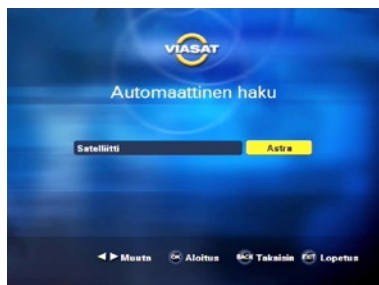 VIASAT
Automaattinen haku
Satelliitti Astra
Muuta OK Aloitus BACK Takaisin EXIT Lopetus